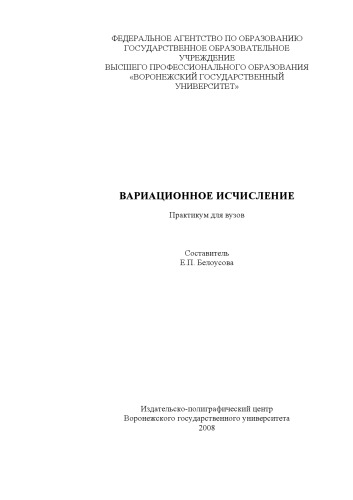 ФЕДЕРАЛЬНОЕ АГЕНТСТВО ПО ОБРАЗОВАНИЮ
ГОСУДАРСТВЕННОЕ ОБРАЗОВАТЕЛЬНОЕ
УЧРЕЖДЕНИЕ
ВЫСШЕГО ПРОФЕССИОНАЛЬНОГО ОБРАЗОВАНИЯ
«ВОРОНЕЖСКИЙ ГОСУДАРСТВЕННЫЙ
УНИВЕРСИТЕТ»
ВАРИАЦИОННОЕ ИСЧИСЛЕНИЕ
Практикум для вузов
Составитель
Е.П. Белоусова
Издательско-полиграфический центр
Воронежского государственного университета
2008